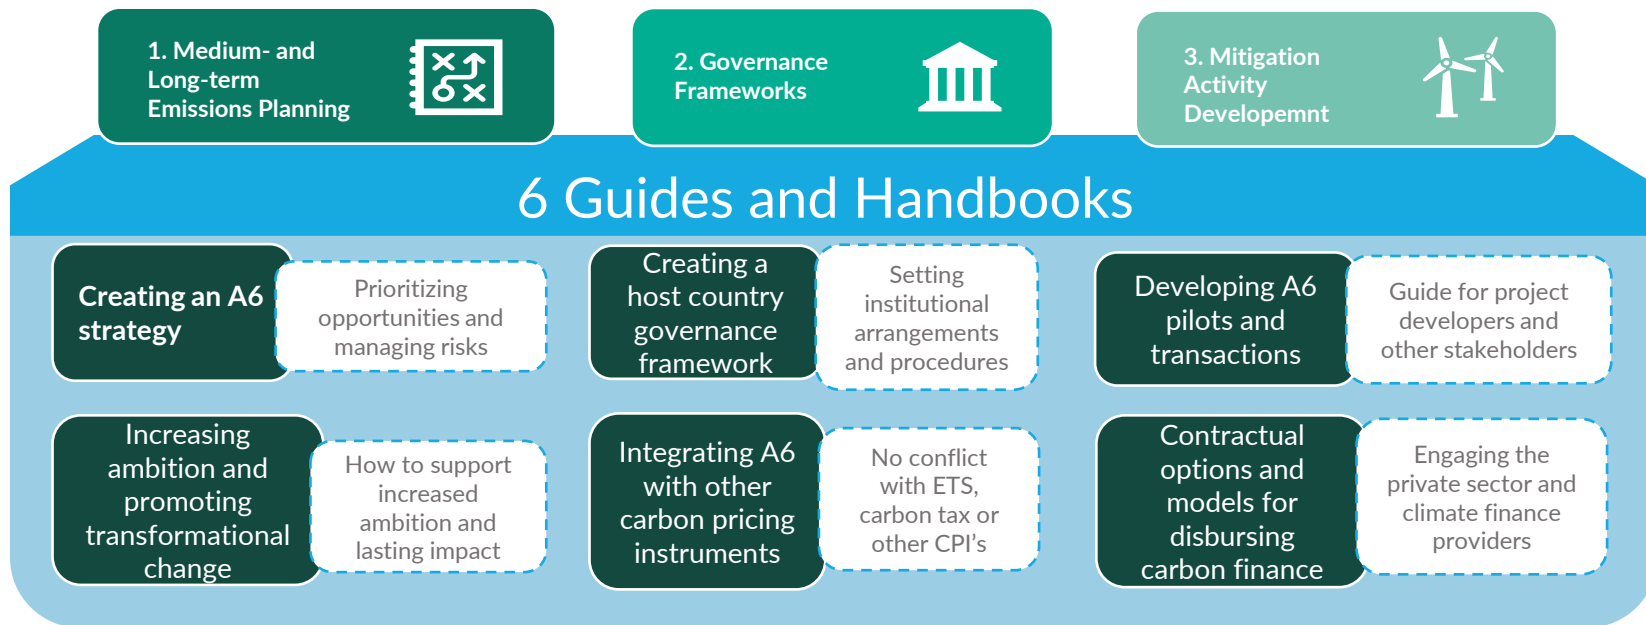 1. Medium- and
Long-term
Emissions Planning
2. Governance
Frameworks
3. Mitigation
Activity
Developemnt
6 Guides and Handbooks
Creating an A6
strategy
Prioritizing
opportunities and
managing risks
Creating a
host country
governance
framework
Setting
institutional
arrangements
and procedures
Developing A6
pilots and
transactions
Guide for project
developers and
other stakeholders
Increasing
ambition and
promoting
transformational
change
How to support
increased
ambition and
lasting impact
Integrating A6
with other
carbon pricing
instruments
No conflict
with ETS,
carbon tax or
other CPI's
Contractual
options and
models for
disbursing
carbon finance
Engaging the
private sector and
climate finance
providers